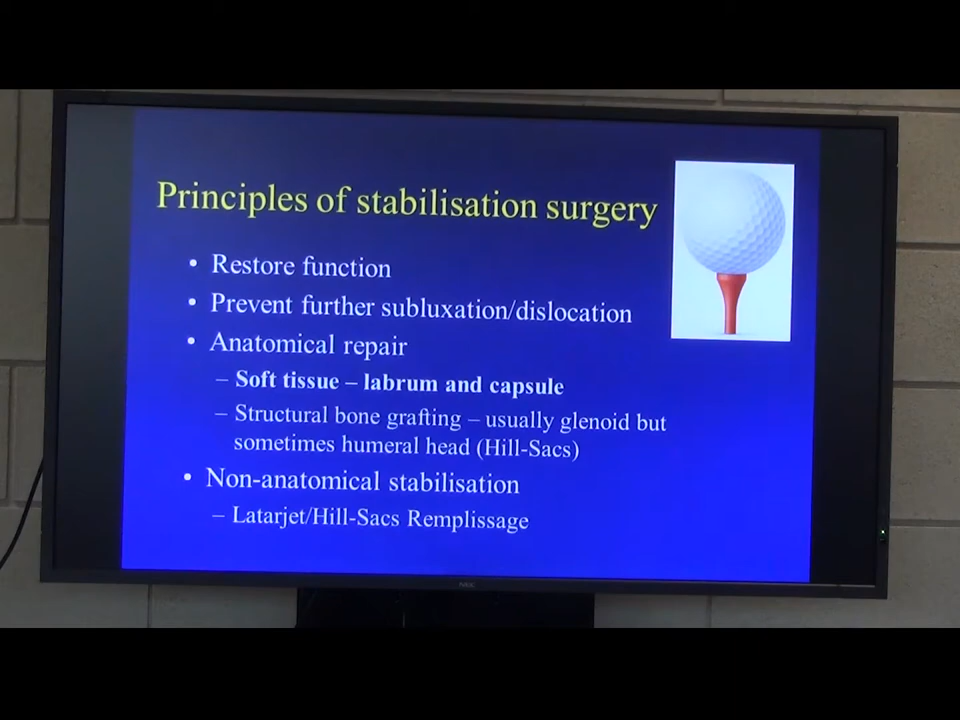 Principles of stabilisation surgery
• Restore function
• Prevent further subluxation/dislocation
• Anatomical repair
– Soft tissue – labrum and capsule
– Structural bone grafting – usually glenoid but
sometimes humeral head (Hill-Sacs)
• Non-anatomical stabilisation
– Latarjet/Hill-Sacs Remplissage
NEC